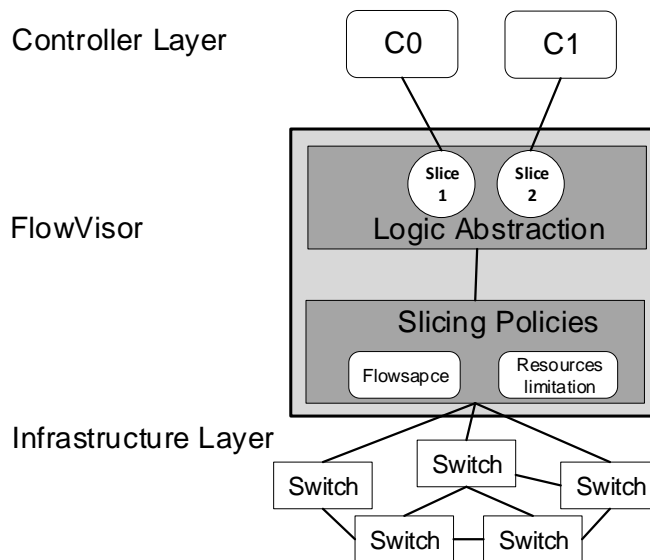 Controller Layer
C0
C1
Slice
1
Slice
2
FlowVisor
Logic Abstraction
Slicing Policies
Flowsapce
Resources
limitation
Infrastructure Layer
Switch
Switch
Switch
Switch
Switch